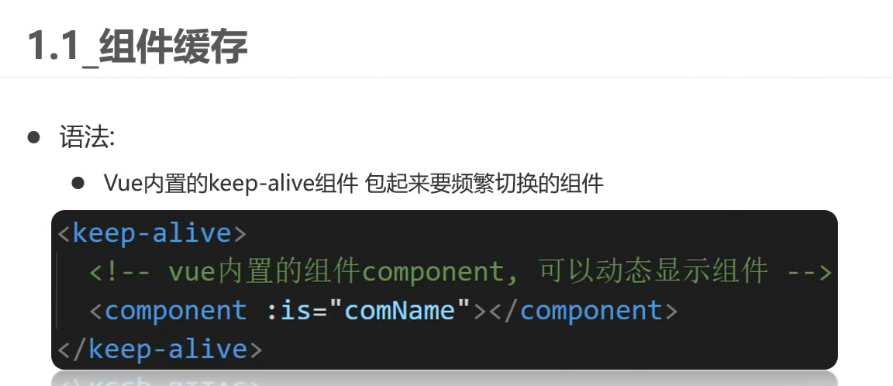 1.1_组件缓存
语法:
Vue内置的keep-alive组件 包起来要频繁切换的组件
<keep-alive>
<!-- vue内置的组件component, 可以动态显示组件 -->
<component :is="comName"></component>
</keep-alive>